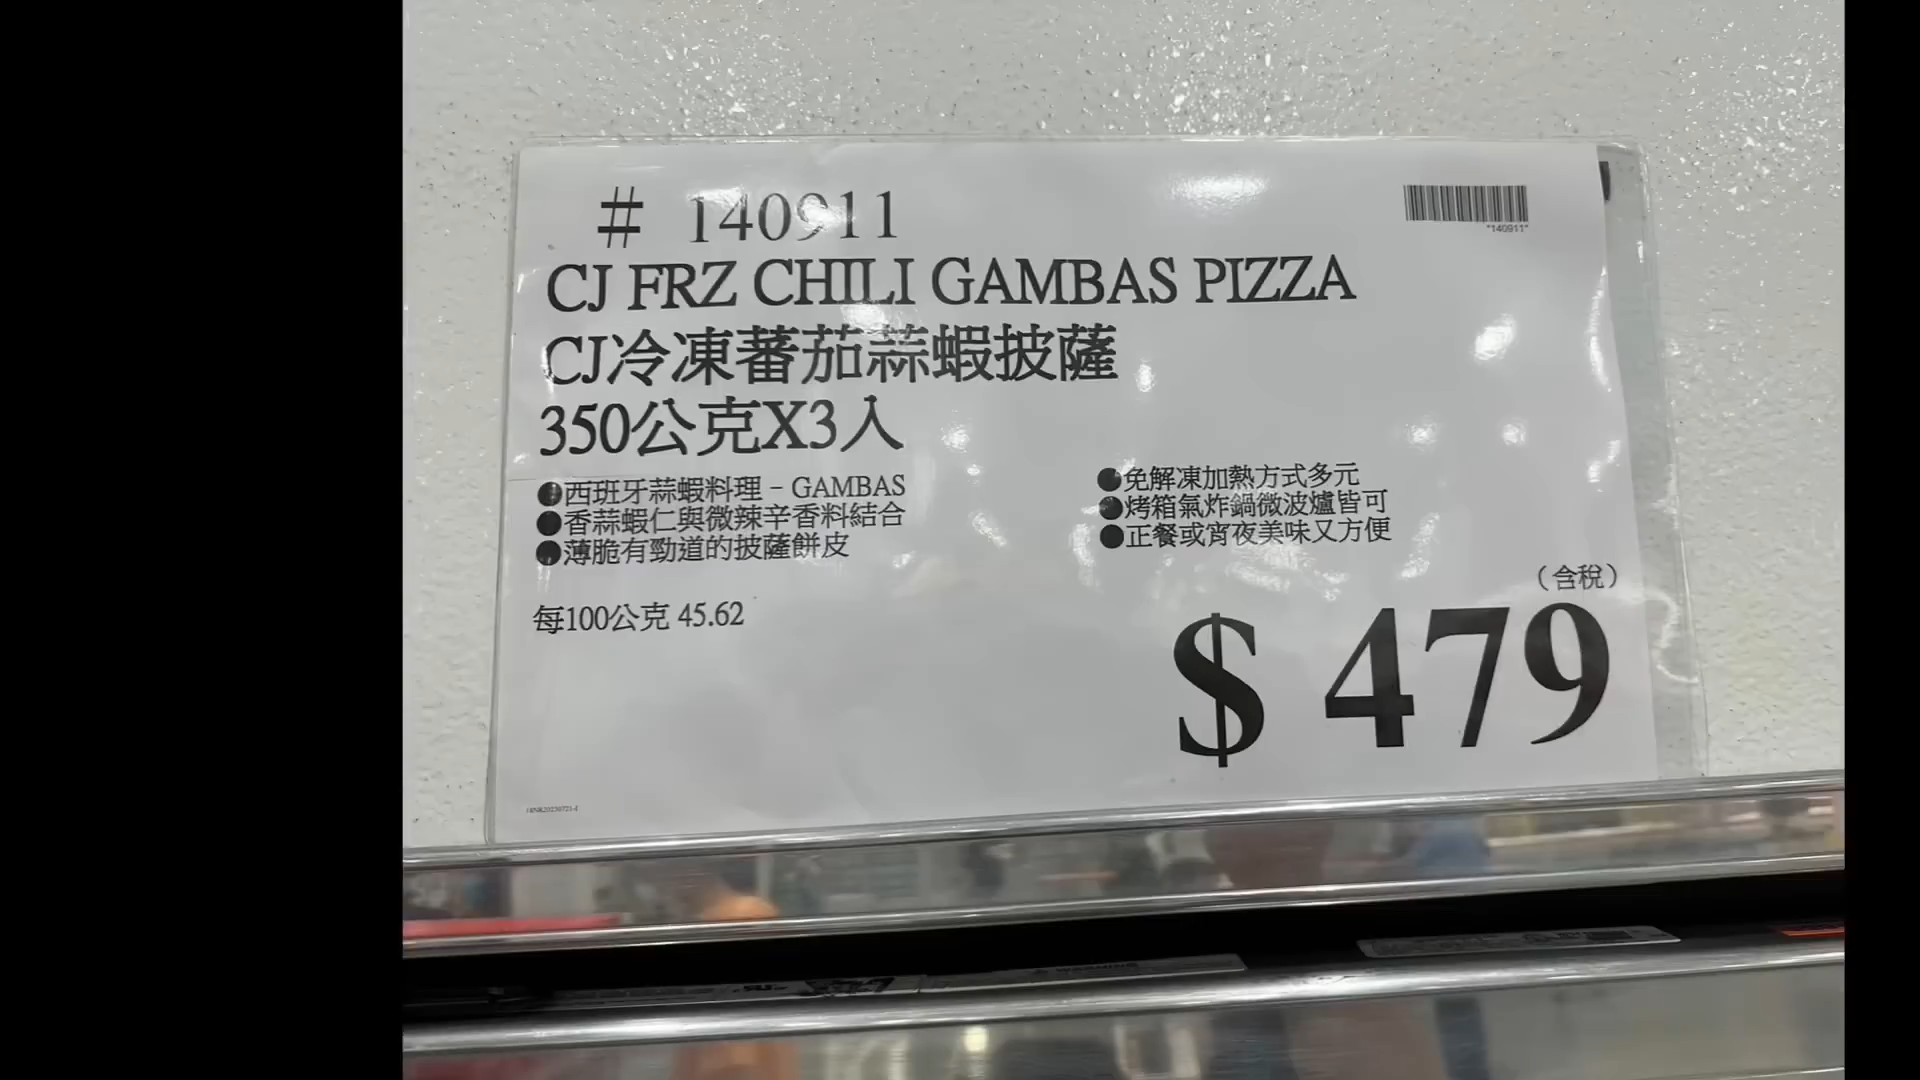 # 140911
"140911"
CJ FRZ CHILI GAMBAS PIZZA
CJ冷凍蕃茄蒜蝦披薩
350公克X3入
●西班牙蒜蝦料理 - GAMBAS
●香蒜蝦仁與微辣辛香料結合
●薄脆有勁道的披薩餅皮
●免解凍加熱方式多元
●烤箱氣炸鍋微波爐皆可
●正餐或宵夜美味又方便
每100公克 45.62
(含稅)
$ 479
WARNING